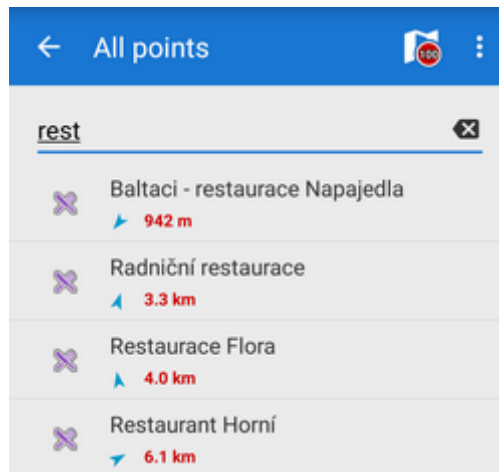 All points
100
rest
Baltaci - restaurace Napajedla
942 m
Radniční restaurace
3.3 km
Restaurace Flora
4.0 km
Restaurant Horní
6.1 km